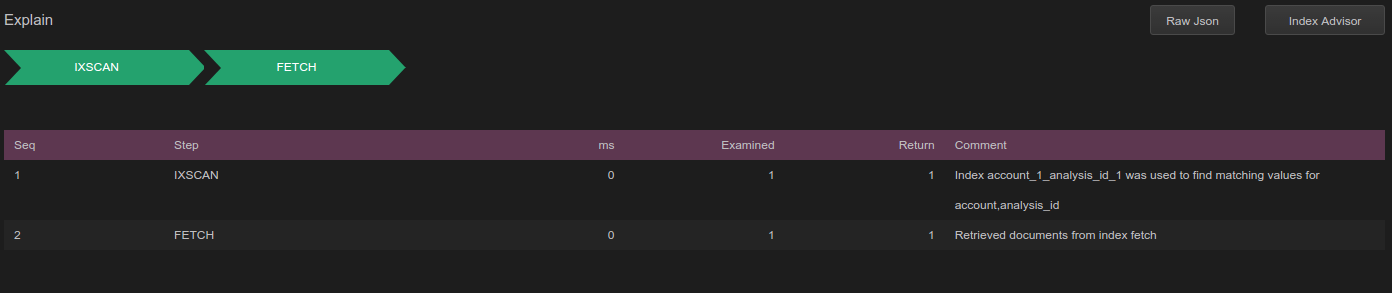 Explain Raw Json Index Advisor
IXSCAN FETCH
Seq Step ms Examined Return Comment
1 IXSCAN 0 1 1 Index account_1_analysis_id_1 was used to find matching values for
account,analysis_id
2 FETCH 0 1 1 Retrieved documents from index fetch